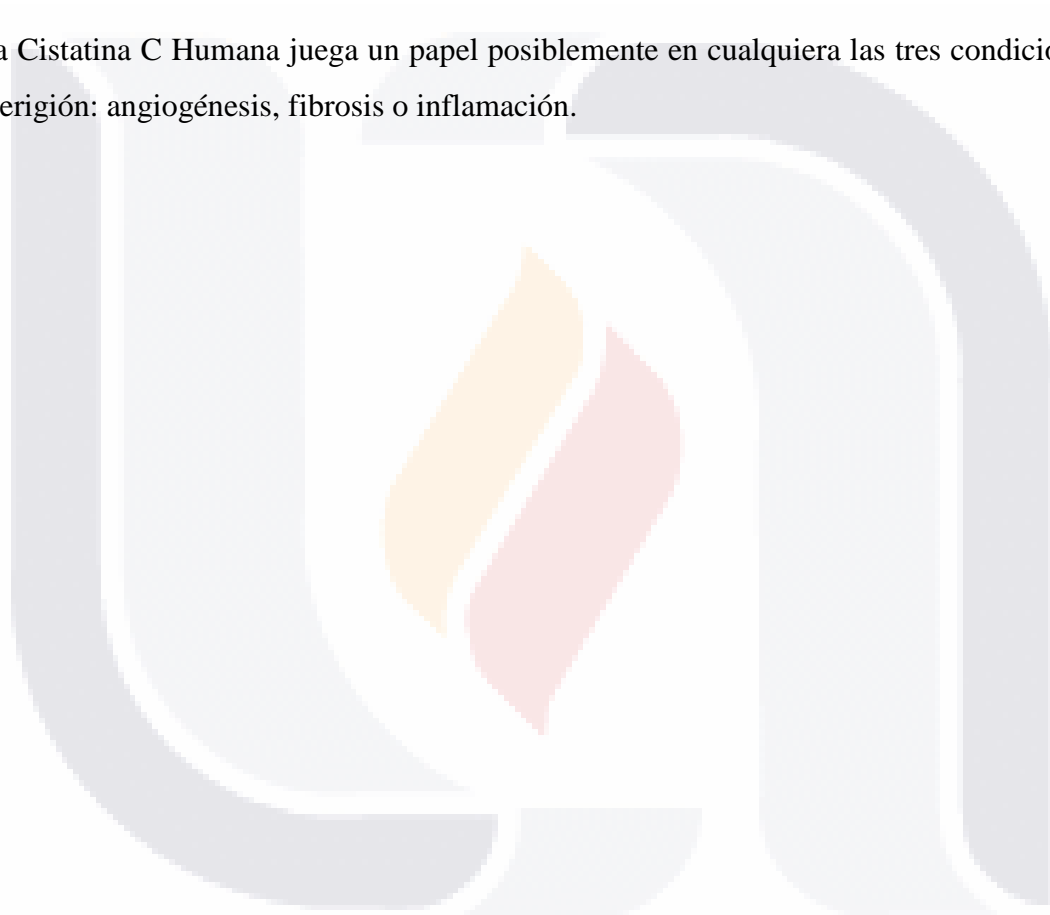 a Cistatina C Humana juega un papel posiblemente en cualquiera las tres condicio
erigión: angiogénesis, fibrosis o inflamación.